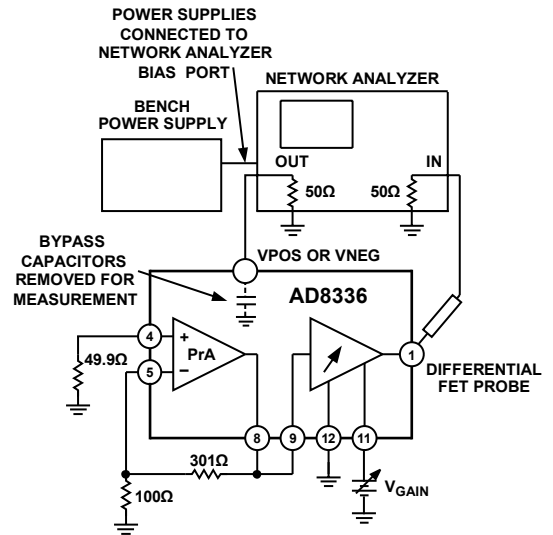 POWER SUPPLIES
CONNECTED TO
NETWORK ANALYZER
BIAS PORT
NETWORK ANALYZER
BENCH
POWER SUPPLY
OUT
IN
50Ω
50Ω
BYPASS
CAPACITORS
REMOVED FOR
MEASUREMENT
VPOS OR VNEG
AD8336
4
+
PrA
49.9Ω
5
−
1
DIFFERENTIAL
FET PROBE
8
9
12
11
301Ω
100Ω
VGAIN